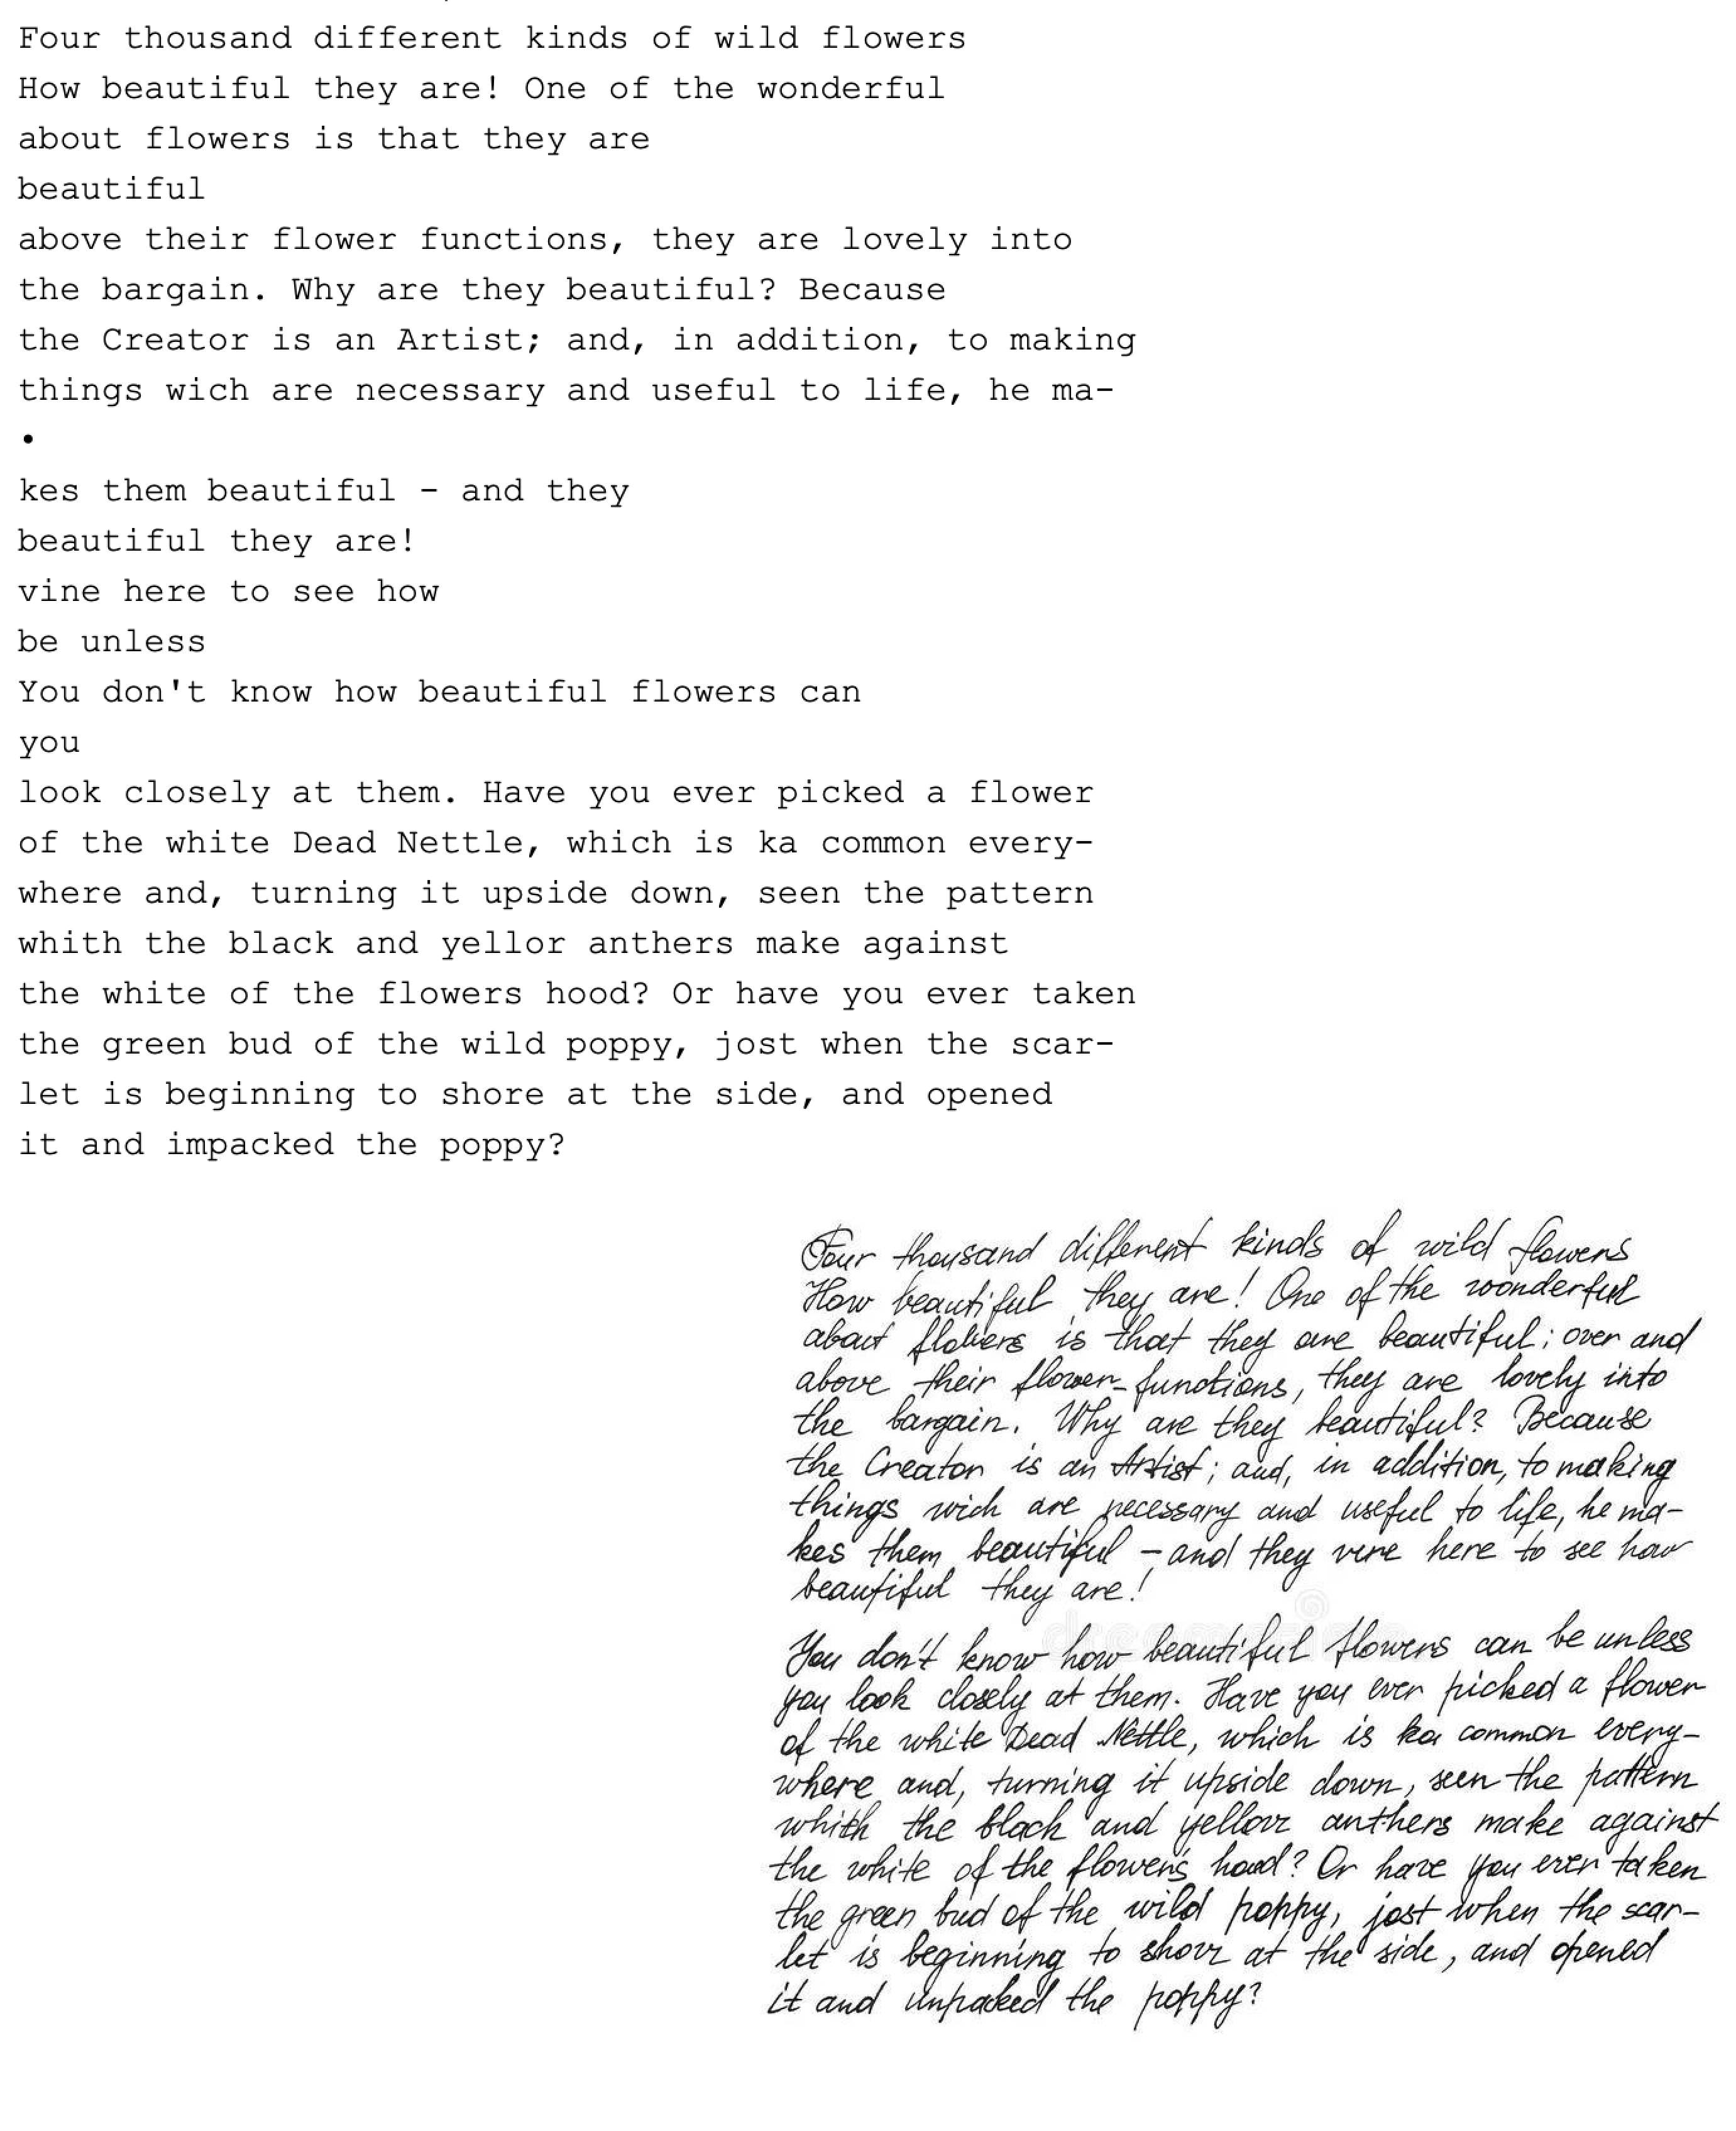 Four thousand different kinds of wild flowers
How beautiful they are! One of the wonderful
about flowers is that they are
beautiful
above their flower functions, they are lovely into
the bargain. Why are they beautiful? Because
the Creator is an Artist; and, in addition, to making
things wich are necessary and useful to life, he ma-
•
kes them beautiful - and they
beautiful they are!
vine here to see how
be unless
You don't know how beautiful flowers can
you
look closely at them. Have you ever picked a flower
of the white Dead Nettle, which is ka common every-
where and, turning it upside down, seen the pattern
whith the black and yellor anthers make against
the white of the flowers hood? Or have you ever taken
the green bud of the wild poppy, jost when the scar-
let is beginning to shore at the side, and opened
it and impacked the poppy?
Four thousand different kinds of wild flowers
How beautiful they are! One of the wonderful
about flowers is that they are beautiful; over and
above their flower-functions, they are lovely into
the bargain. Why are they beautiful? Because
the Creator is an Artist; and, in addition, to making
things wich are necessary and useful to life, he ma-
kes them beautiful - and they vere here to see how
beautiful they are!
You don't know how beautiful flowers can be unless
you look closely at them. Have you ever picked a flower
of the white Dead Nettle, which is ka common every-
where and, turning it upside down, seen the pattern
whith the black and yellow anthers make against
the white of the flower's hood? Or have you ever taken
the green bud of the wild poppy, jost when the scar-
let is beginning to show at the side, and opened
it and unpacked the poppy?